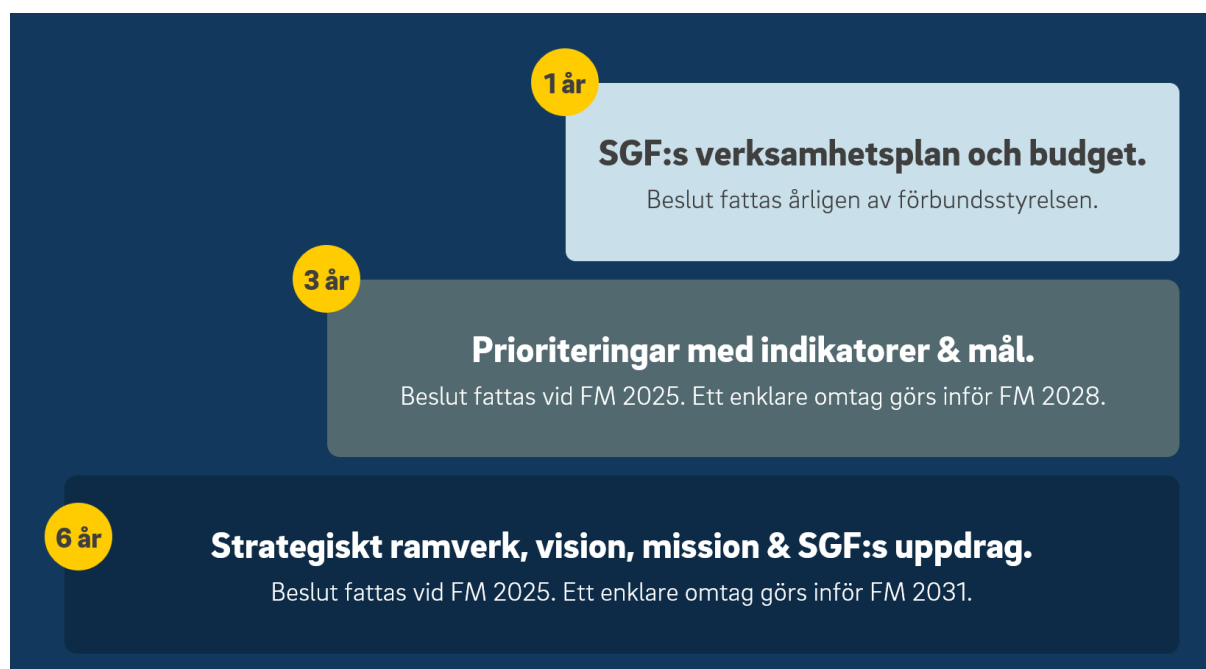 1 år
SGF:s verksamhetsplan och budget.
Beslut fattas årligen av förbundsstyrelsen.
3 år
Prioriteringar med indikatorer & mål.
Beslut fattas vid FM 2025. Ett enklare omtag görs inför FM 2028.
6 år
Strategiskt ramverk, vision, mission & SGF:s uppdrag.
Beslut fattas vid FM 2025. Ett enklare omtag görs inför FM 2031.